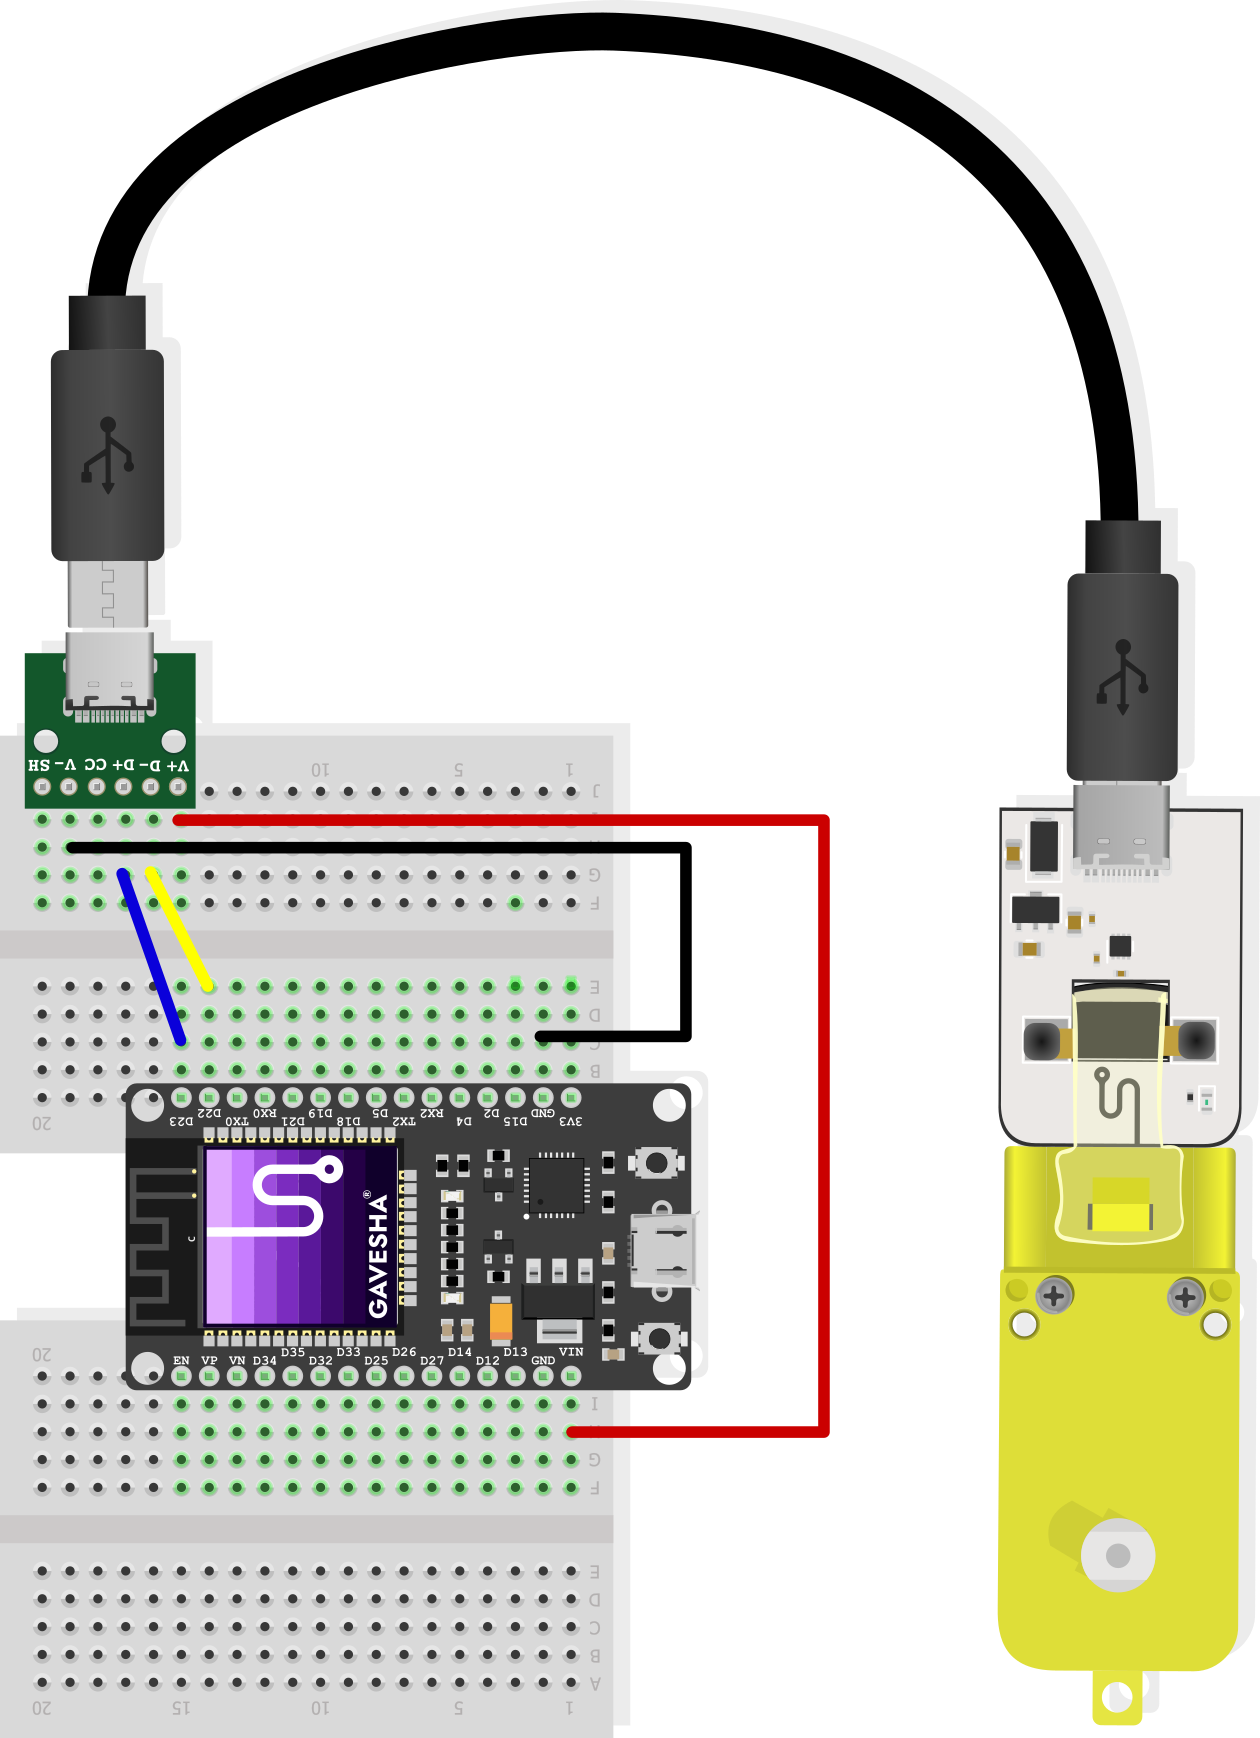 SH V- CC D+ D- V+
10 5 1
J
G
F
E
D
C
B
20
D23 D22 TX0 RX0 D21 D19 D18 D5 TX2 RX2 D4 D2 D15 GND 3V3
GAVESHA®
C
EN VP VN D34 D35 D32 D33 D25 D26 D27 D14 D12 D13 GND VIN
20
I
G
F
E
D
C
B
A
20 15 10 5 1